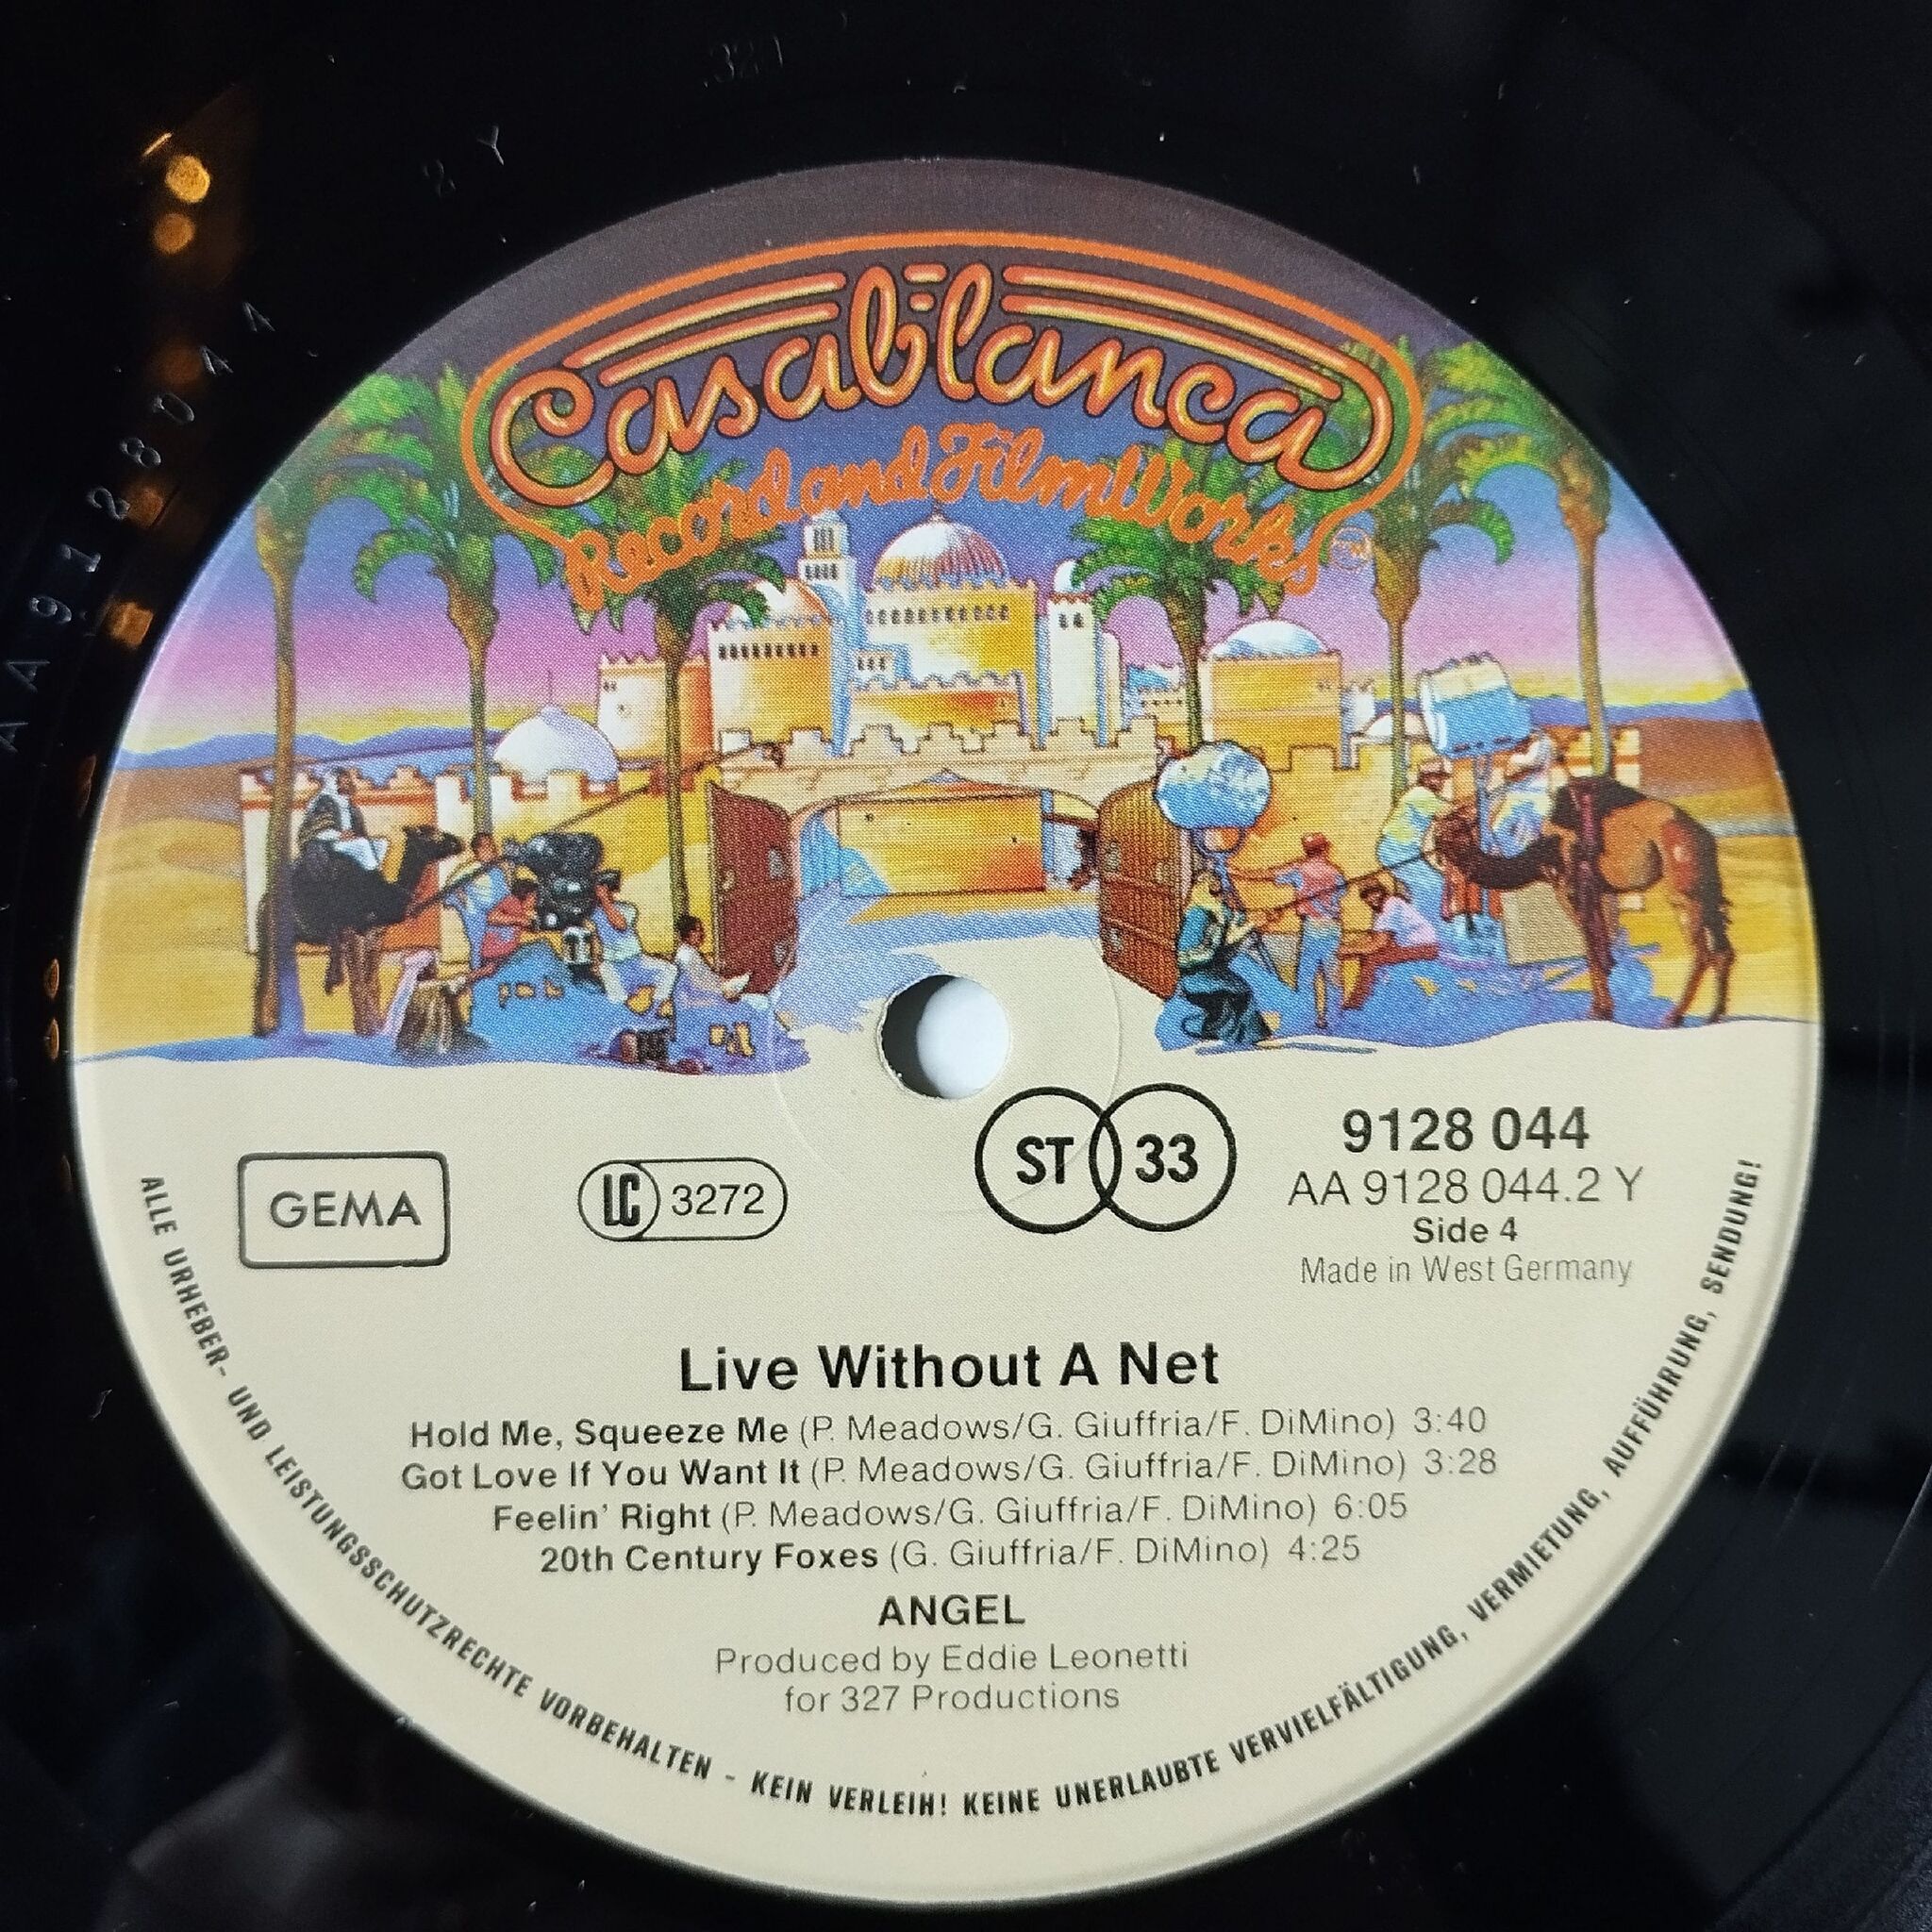 321
2 Y
AA 9128044
Casablanca
Record and FilmWorks
GEMA
LC 3272
ST 33
9128 044
AA 9128 044.2 Y
Side 4
Made in West Germany
Live Without A Net
Hold Me, Squeeze Me (P. Meadows/G. Giuffria/F. DiMino) 3:40
Got Love If You Want It (P. Meadows/G. Giuffria/F. DiMino) 3:28
Feelin' Right (P. Meadows/G. Giuffria/F. DiMino) 6:05
20th Century Foxes (G. Giuffria/F. DiMino) 4:25
ANGEL
Produced by Eddie Leonetti
for 327 Productions
ALLE URHEBER- UND LEISTUNGSSCHUTZRECHTE VORBEHALTEN - KEIN VERLEIH! KEINE UNERLAUBTE VERVIELFÄLTIGUNG, VERMIETUNG, AUFFÜHRUNG, SENDUNG!